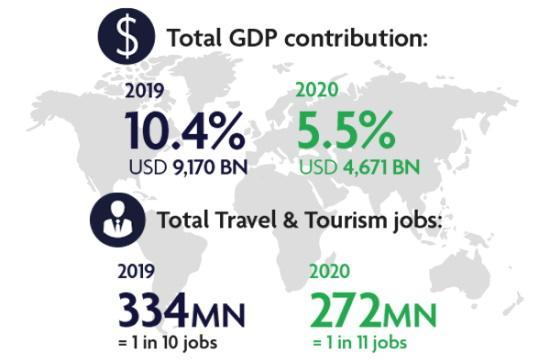 $ Total GDP contribution:
2019 2020
10.4% 5.5%
USD 9,170 BN USD 4,671 BN
Total Travel & Tourism jobs:
2019 2020
334MN 272MN
= 1 in 10 jobs = 1 in 11 jobs